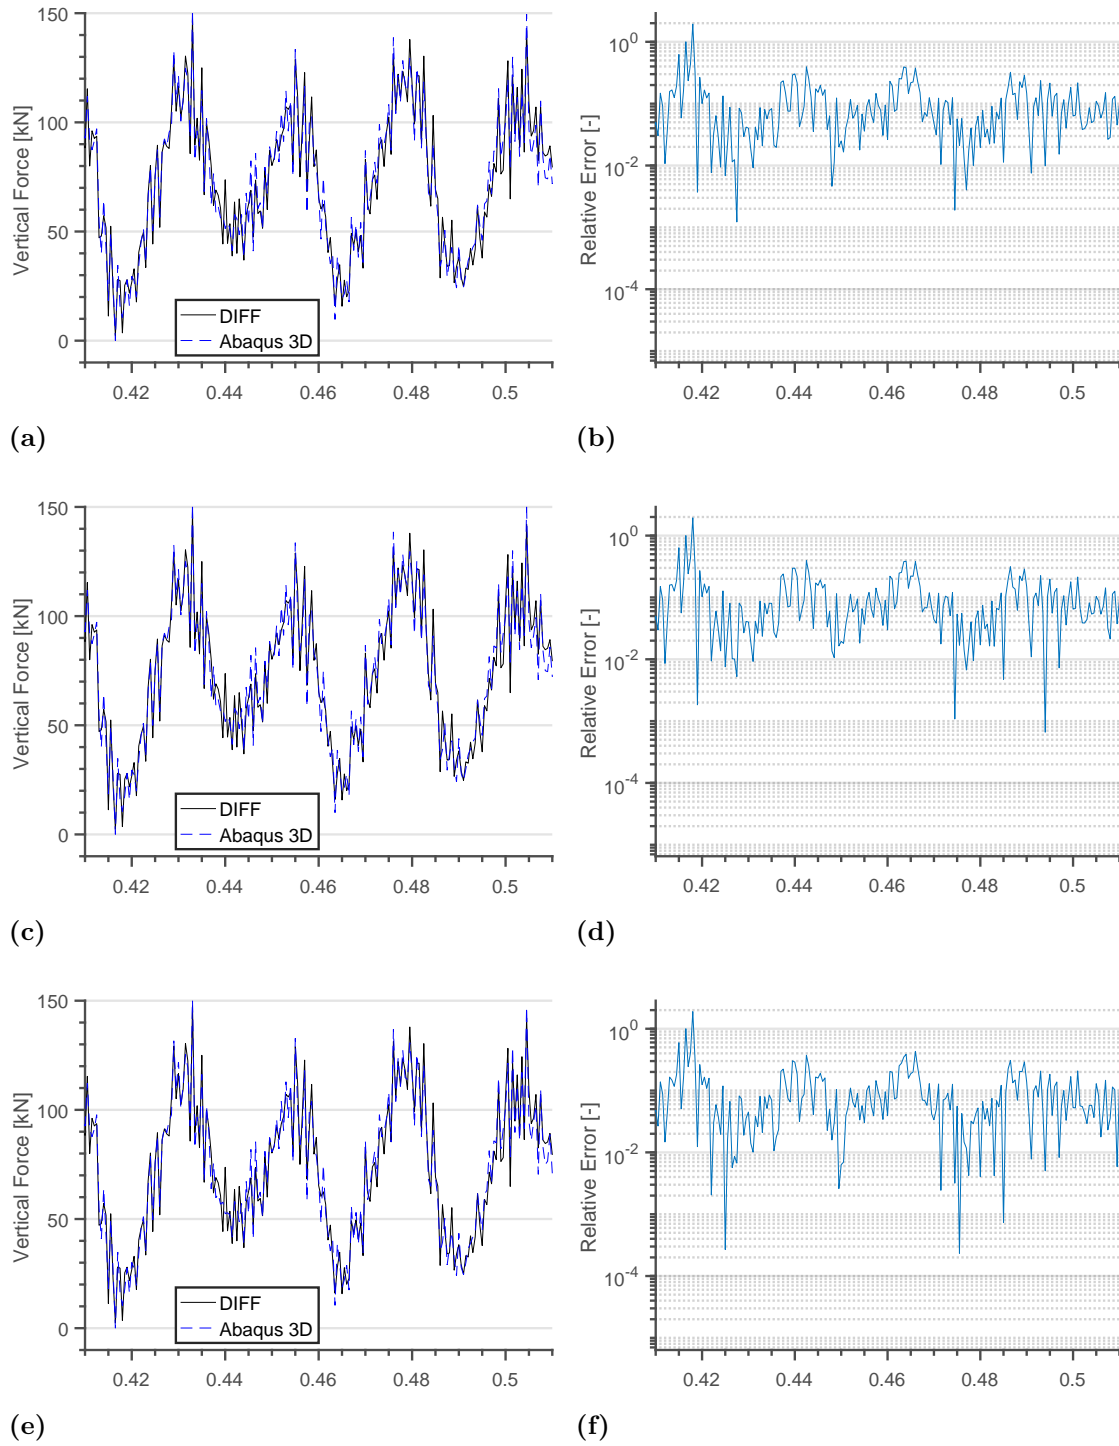 150
100
50
0
Vertical Force [kN]
DIFF
Abaqus 3D
0.42 0.44 0.46 0.48 0.5
(a)
10^0
10^-2
10^-4
Relative Error [-]
0.42 0.44 0.46 0.48 0.5
(b)
150
100
50
0
Vertical Force [kN]
DIFF
Abaqus 3D
0.42 0.44 0.46 0.48 0.5
(c)
10^0
10^-2
10^-4
Relative Error [-]
0.42 0.44 0.46 0.48 0.5
(d)
150
100
50
0
Vertical Force [kN]
DIFF
Abaqus 3D
0.42 0.44 0.46 0.48 0.5
(e)
10^0
10^-2
10^-4
Relative Error [-]
0.42 0.44 0.46 0.48 0.5
(f)